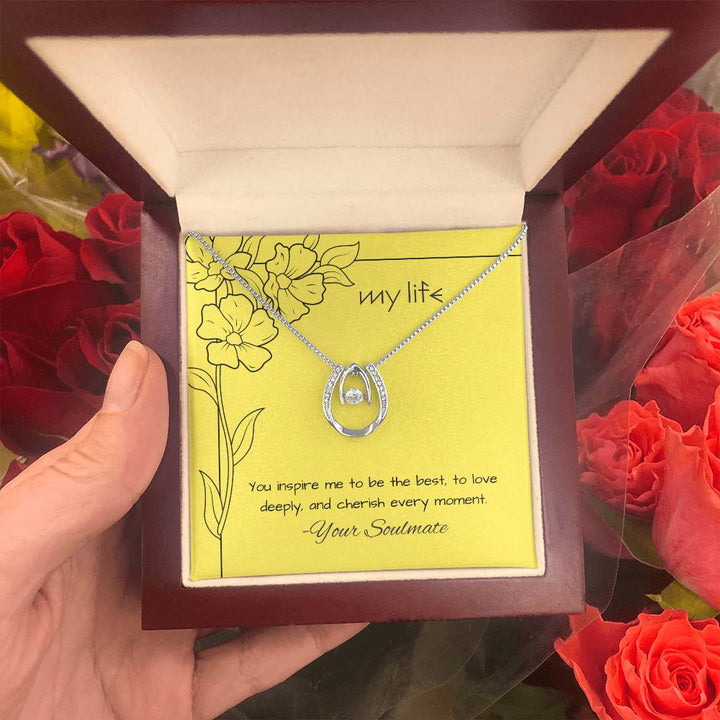 my life
You inspire me to be the best, to love
deeply, and cherish every moment.
-Your Soulmate